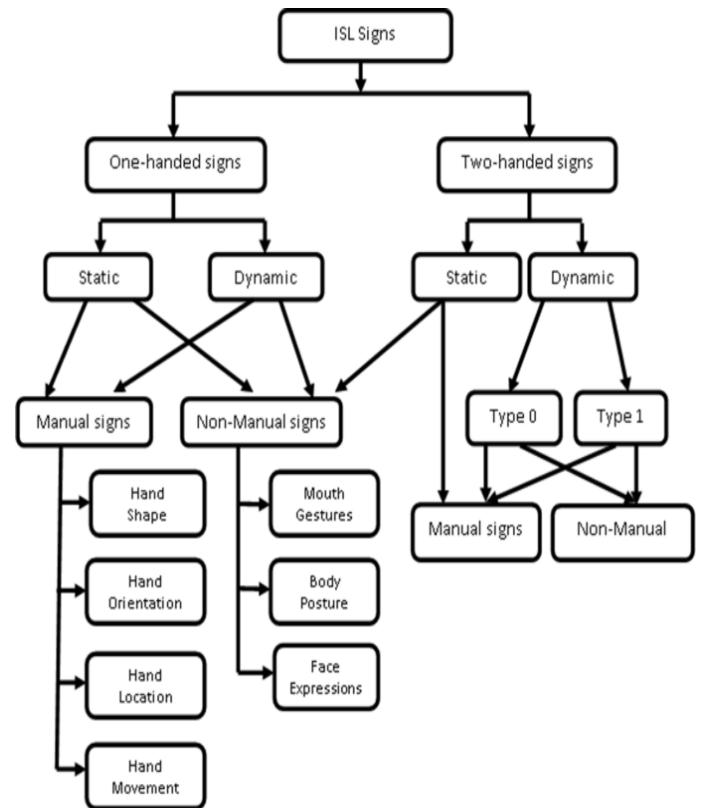 ISL Signs
One-handed signs
Two-handed signs
Static
Dynamic
Static
Dynamic
Manual signs
Non-Manual signs
Type 0
Type 1
Hand
Shape
Mouth
Gestures
Manual signs
Non-Manual
Hand
Orientation
Body
Posture
Hand
Location
Face
Expressions
Hand
Movement